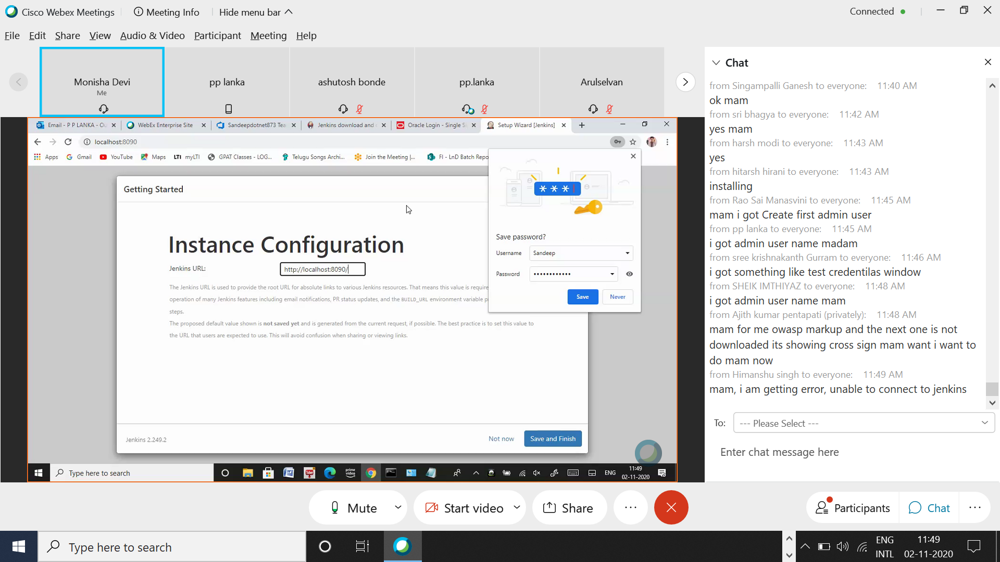 Cisco Webex Meetings
Meeting Info
Hide menu bar
Connected
File Edit Share View Audio & Video Participant Meeting Help
Monisha Devi
Me
pp lanka
ashutosh bonde
pp.lanka
Arulselvan
Email - P P LANKA - Ou
WebEx Enterprise Site
Sandeepdotnet873 Tea
Jenkins download and
Oracle Login - Single Si
Setup Wizard [Jenkins]
localhost:8090
Apps
Gmail
YouTube
Maps
LTI myLTI
GPAT Classes - LOG...
Telugu Songs Archi...
Join the Meeting |...
FI - LnD Batch Repo
Getting Started
Instance Configuration
Jenkins URL:
http://localhost:8090/
The Jenkins URL is used to provide the root URL for absolute links to various Jenkins resources. That means this value is require
operation of many Jenkins features including email notifications, PR status updates, and the BUILD_URL environment variable p
steps.
The proposed default value shown is not saved yet and is generated from the current request, if possible. The best practice is to set this value to
the URL that users are expected to use. This will avoid confusion when sharing or viewing links.
Jenkins 2.249.2
Not now
Save and Finish
***
Save password?
Username
Sandeep
Password
••••••••••••
Save
Never
Type here to search
prime video
ENG
11:49
02-11-2020
Chat
from Singampalli Ganesh to everyone: 11:40 AM
ok mam
from sri bhagya to everyone: 11:42 AM
yes mam
from harsh modi to everyone: 11:43 AM
yes
from hitarsh hirani to everyone: 11:43 AM
installing
from Rao Sai Manasvini to everyone: 11:45 AM
mam i got Create first admin user
from pp lanka to everyone: 11:45 AM
i got admin user name madam
from sree krishnakanth Gurram to everyone: 11:46 AM
i got something like test credentilas window
from SHEIK IMTHIYAZ to everyone: 11:48 AM
i got admin user name mam
from Ajith kumar pentapati (privately): 11:48 AM
mam for me owasp markup and the next one is not
downloaded its showing cross sign mam want i want to
do mam now
from Himanshu singh to everyone: 11:49 AM
mam, i am getting error, unable to connect to jenkins
To:
--- Please Select ---
Enter chat message here
Mute
Start video
Share
Participants
Chat
Type here to search
ENG
INTL
11:49
02-11-2020